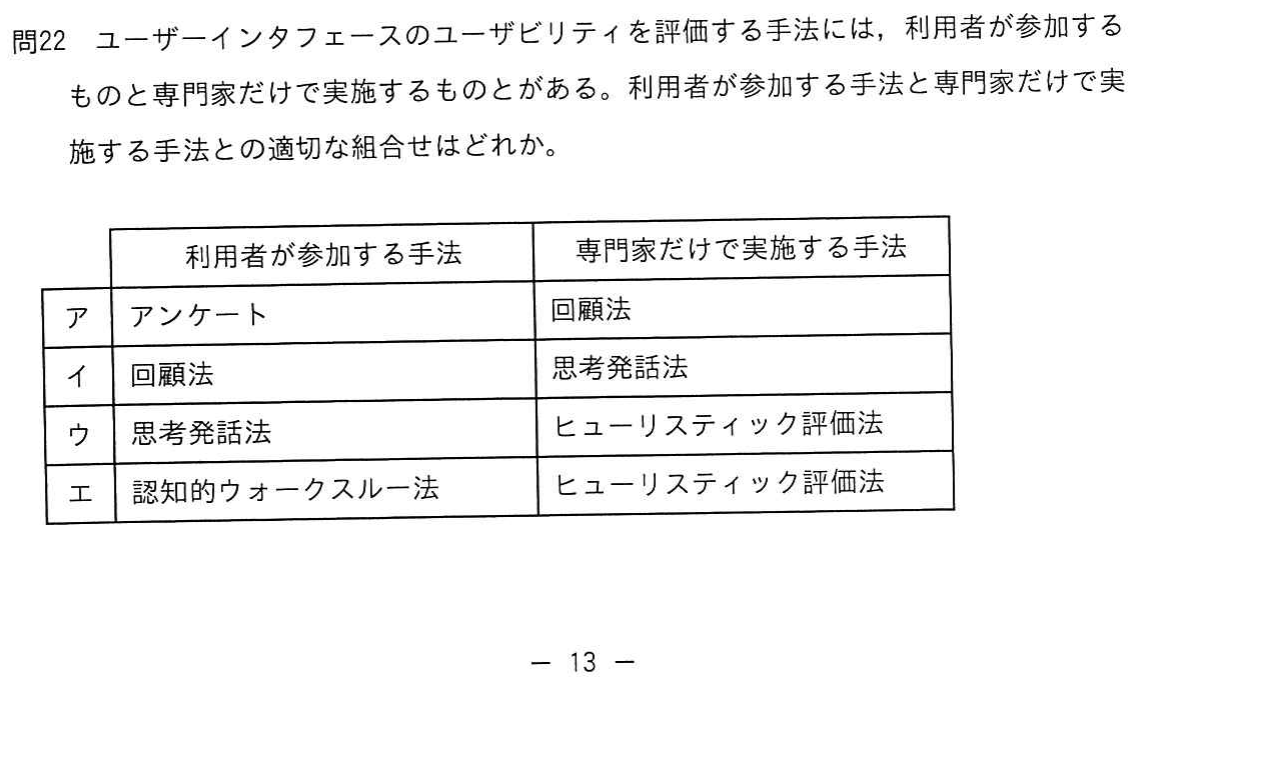 問22 ユーザーインタフェースのユーザビリティを評価する手法には，利用者が参加する
ものと専門家だけで実施するものとがある。利用者が参加する手法と専門家だけで実
施する手法との適切な組合せはどれか。
利用者が参加する手法 専門家だけで実施する手法
ア アンケート 回顧法
イ 回顧法 思考発話法
ウ 思考発話法 ヒューリスティック評価法
エ 認知的ウォークスルー法 ヒューリスティック評価法
－ 13 －